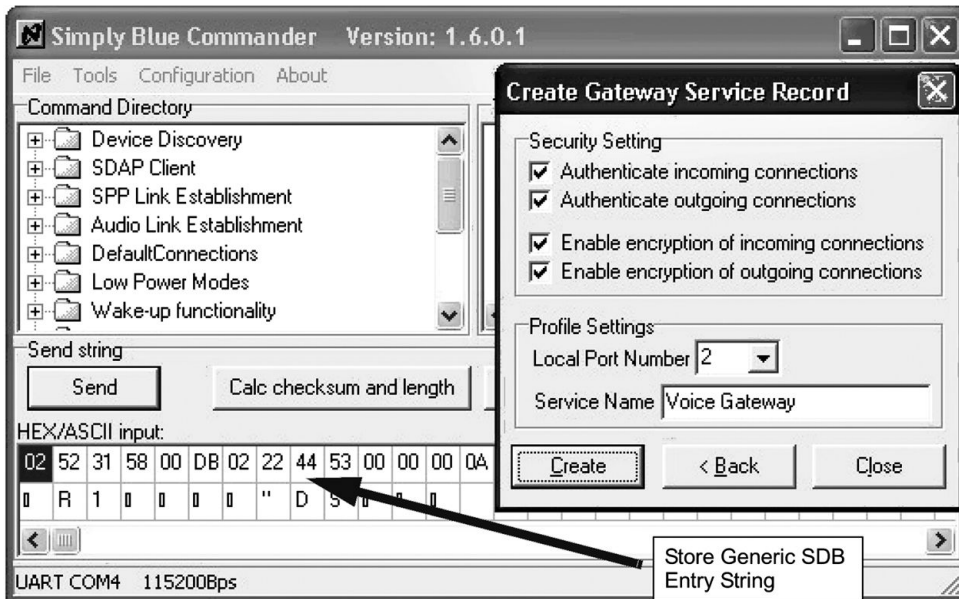 Simply Blue Commander Version: 1.6.0.1
File Tools Configuration About
Command Directory
Device Discovery
SDAP Client
SPP Link Establishment
Audio Link Establishment
DefaultConnections
Low Power Modes
Wake-up functionality
Send string
Send
Calc checksum and length
HEX/ASCII input:
02 52 31 58 00 DB 02 22 44 53 00 00 00 0A
R 1 " D S
UART COM4 115200Bps
Create Gateway Service Record
Security Setting
Authenticate incoming connections
Authenticate outgoing connections
Enable encryption of incoming connections
Enable encryption of outgoing connections
Profile Settings
Local Port Number 2
Service Name Voice Gateway
Create
< Back
Close
Store Generic SDB
Entry String